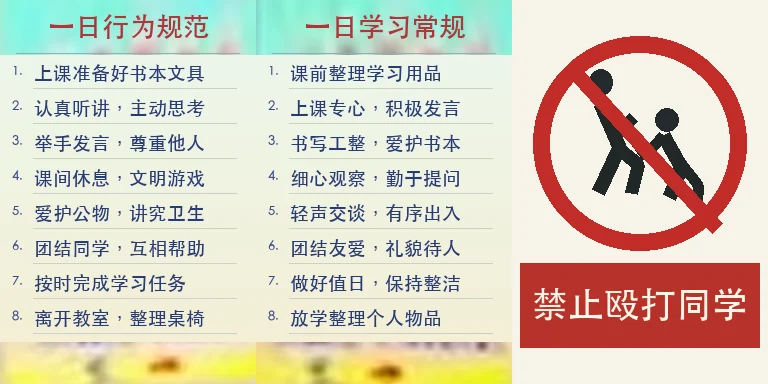 一日行为规范
1. 上课准备好书本文具
2. 认真听讲，主动思考
3. 举手发言，尊重他人
4. 课间休息，文明游戏
5. 爱护公物，讲究卫生
6. 团结同学，互相帮助
7. 按时完成学习任务
8. 离开教室，整理桌椅
一日学习常规
1. 课前整理学习用品
2. 上课专心，积极发言
3. 书写工整，爱护书本
4. 细心观察，勤于提问
5. 轻声交谈，有序出入
6. 团结友爱，礼貌待人
7. 做好值日，保持整洁
8. 放学整理个人物品
禁止殴打同学